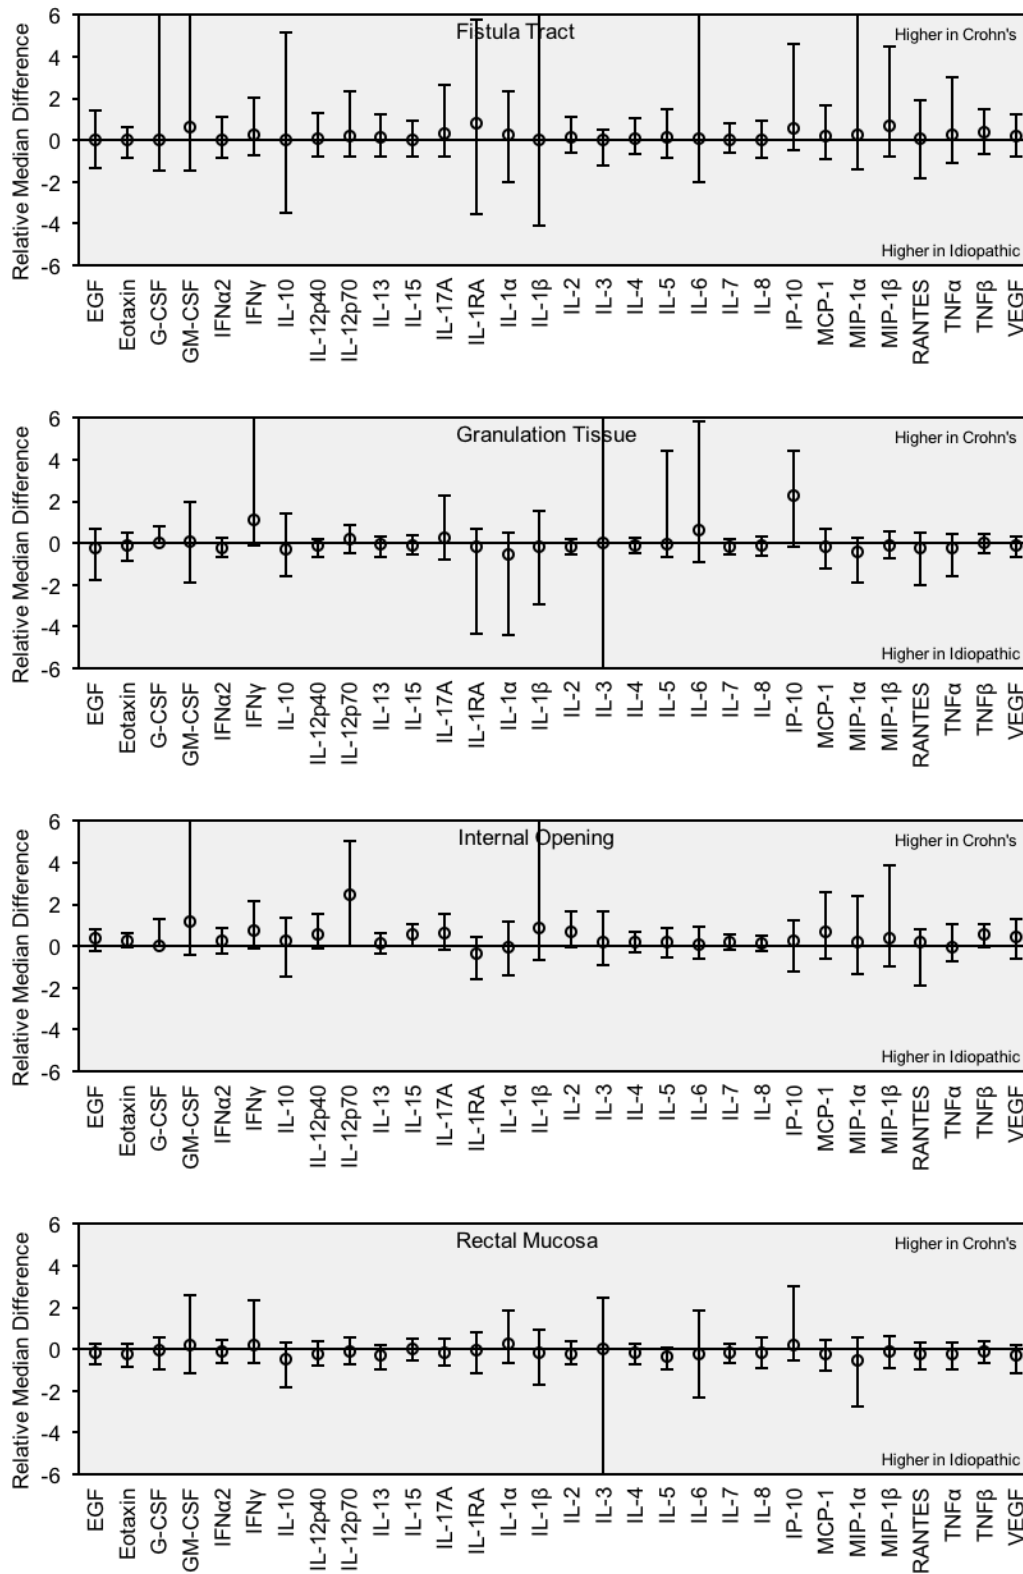 Relative Median Difference
6
4
2
0
-2
-4
-6
Fistula Tract
Higher in Crohn's
Higher in Idiopathic
EGF
Eotaxin
G-CSF
GM-CSF
IFNα2
IFNγ
IL-10
IL-12p40
IL-12p70
IL-13
IL-15
IL-17A
IL-1RA
IL-1α
IL-1β
IL-2
IL-3
IL-4
IL-5
IL-6
IL-7
IL-8
IP-10
MCP-1
MIP-1α
MIP-1β
RANTES
TNFα
TNFβ
VEGF
Relative Median Difference
6
4
2
0
-2
-4
-6
Granulation Tissue
Higher in Crohn's
Higher in Idiopathic
EGF
Eotaxin
G-CSF
GM-CSF
IFNα2
IFNγ
IL-10
IL-12p40
IL-12p70
IL-13
IL-15
IL-17A
IL-1RA
IL-1α
IL-1β
IL-2
IL-3
IL-4
IL-5
IL-6
IL-7
IL-8
IP-10
MCP-1
MIP-1α
MIP-1β
RANTES
TNFα
TNFβ
VEGF
Relative Median Difference
6
4
2
0
-2
-4
-6
Internal Opening
Higher in Crohn's
Higher in Idiopathic
EGF
Eotaxin
G-CSF
GM-CSF
IFNα2
IFNγ
IL-10
IL-12p40
IL-12p70
IL-13
IL-15
IL-17A
IL-1RA
IL-1α
IL-1β
IL-2
IL-3
IL-4
IL-5
IL-6
IL-7
IL-8
IP-10
MCP-1
MIP-1α
MIP-1β
RANTES
TNFα
TNFβ
VEGF
Relative Median Difference
6
4
2
0
-2
-4
-6
Rectal Mucosa
Higher in Crohn's
Higher in Idiopathic
EGF
Eotaxin
G-CSF
GM-CSF
IFNα2
IFNγ
IL-10
IL-12p40
IL-12p70
IL-13
IL-15
IL-17A
IL-1RA
IL-1α
IL-1β
IL-2
IL-3
IL-4
IL-5
IL-6
IL-7
IL-8
IP-10
MCP-1
MIP-1α
MIP-1β
RANTES
TNFα
TNFβ
VEGF